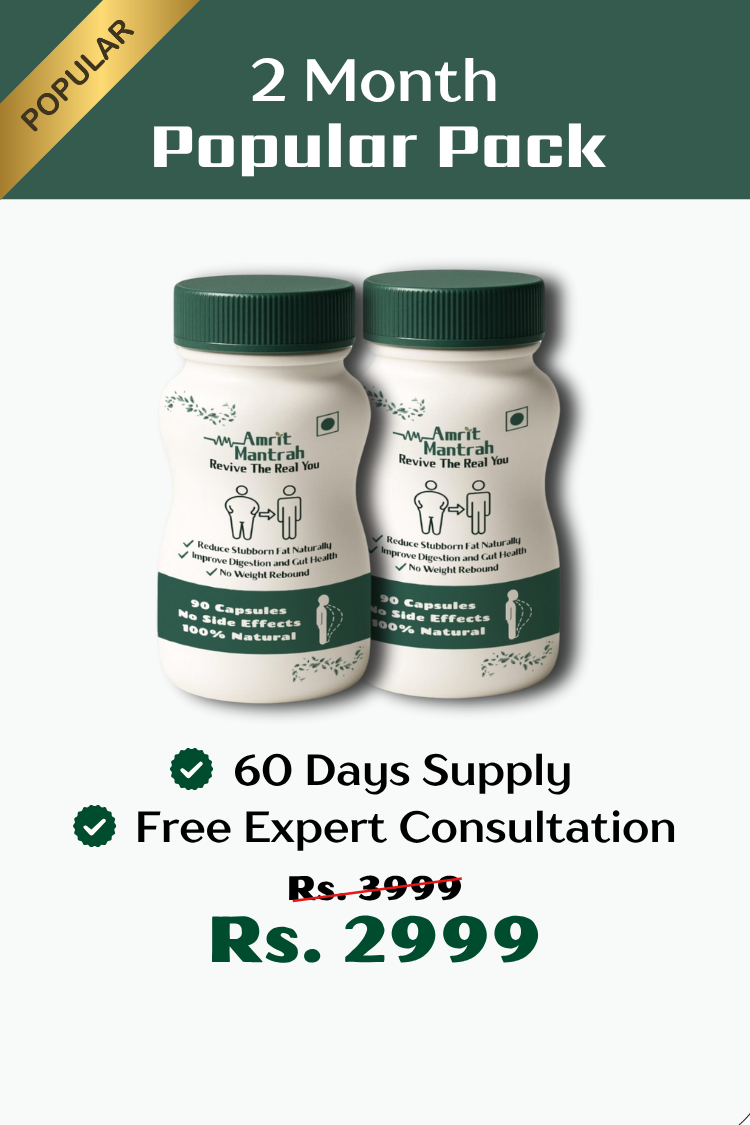 POPULAR
2 Month
Popular Pack
Amrit
Mantrah
Revive The Real You
Reduce Stubborn Fat Naturally
Improve Digestion and Gut Health
No Weight Rebound
90 Capsules
No Side Effects
100% Natural
Amrit
Mantrah
Revive The Real You
Reduce Stubborn Fat Naturally
Improve Digestion and Gut Health
No Weight Rebound
90 Capsules
No Side Effects
100% Natural
60 Days Supply
Free Expert Consultation
Rs. 3999
Rs. 2999